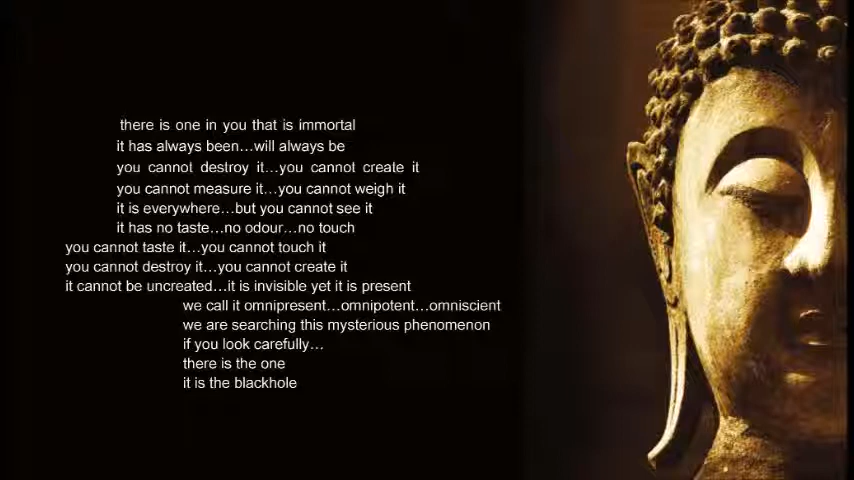 there is one in you that is immortal
it has always been...will always be
you cannot destroy it...you cannot create it
you cannot measure it...you cannot weigh it
it is everywhere...but you cannot see it
it has no taste...no odour...no touch
you cannot taste it...you cannot touch it
you cannot destroy it...you cannot create it
it cannot be uncreated...it is invisible yet it is present
we call it omnipresent...omnipotent...omniscient
we are searching this mysterious phenomenon
if you look carefully...
there is the one
it is the blackhole